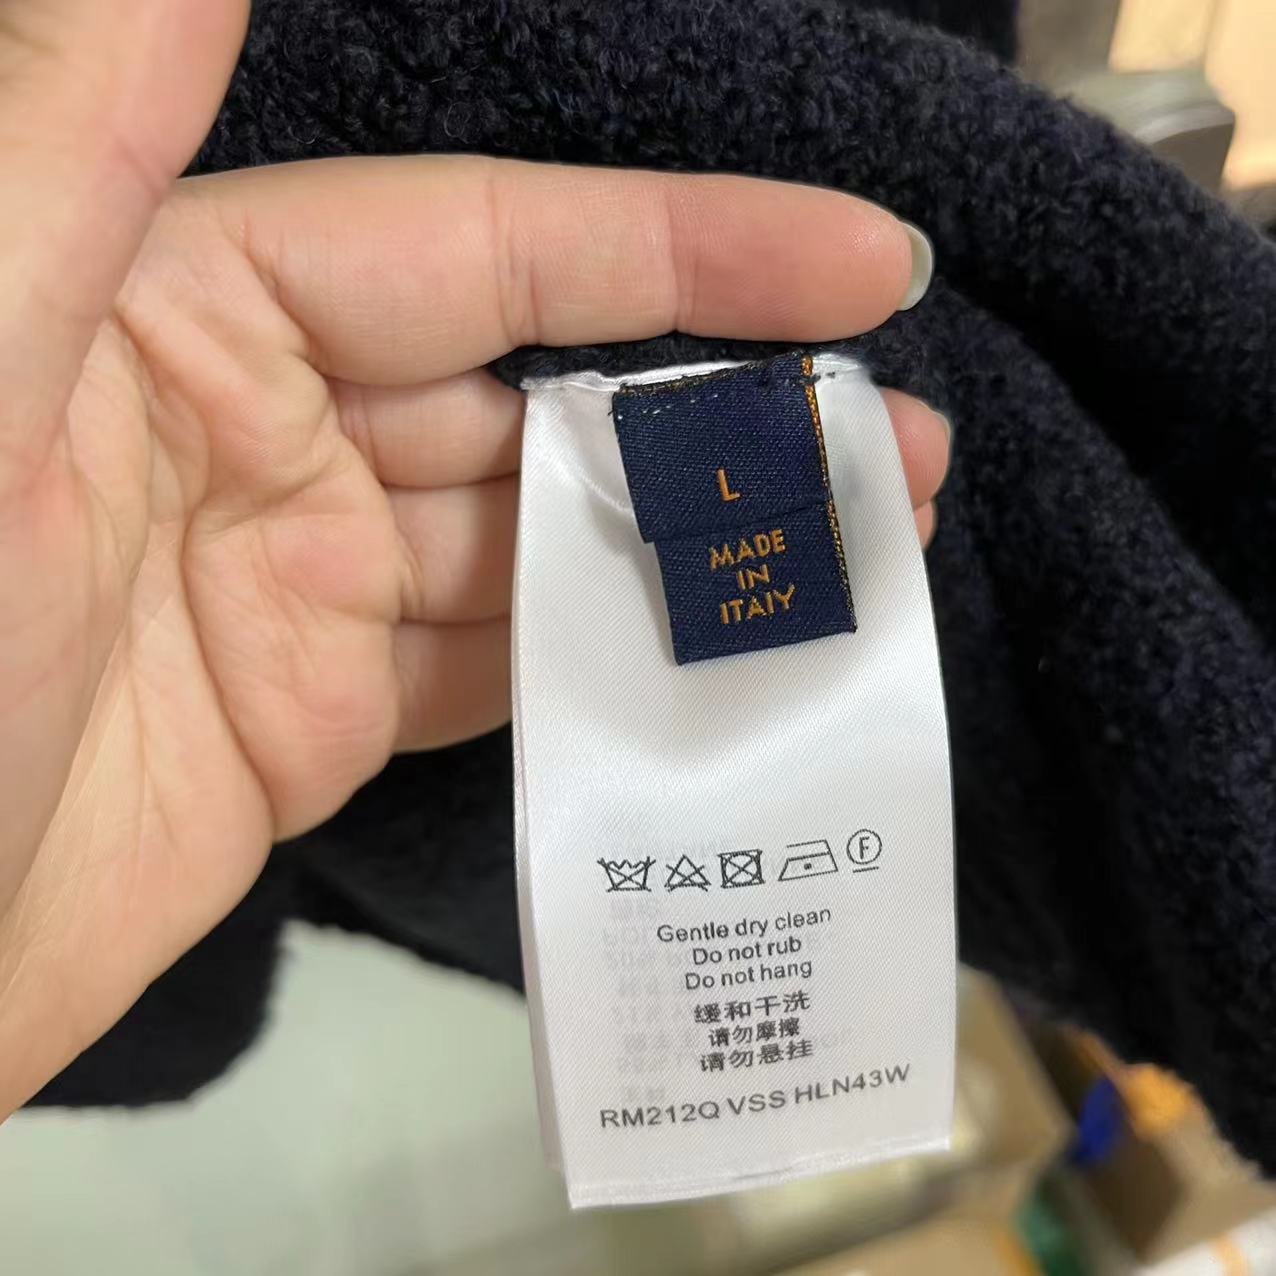 L
MADE
IN
ITALY
F
Gentle dry clean
Do not rub
Do not hang
缓和干洗
请勿摩擦
请勿悬挂
RM212Q VSS HLN43W